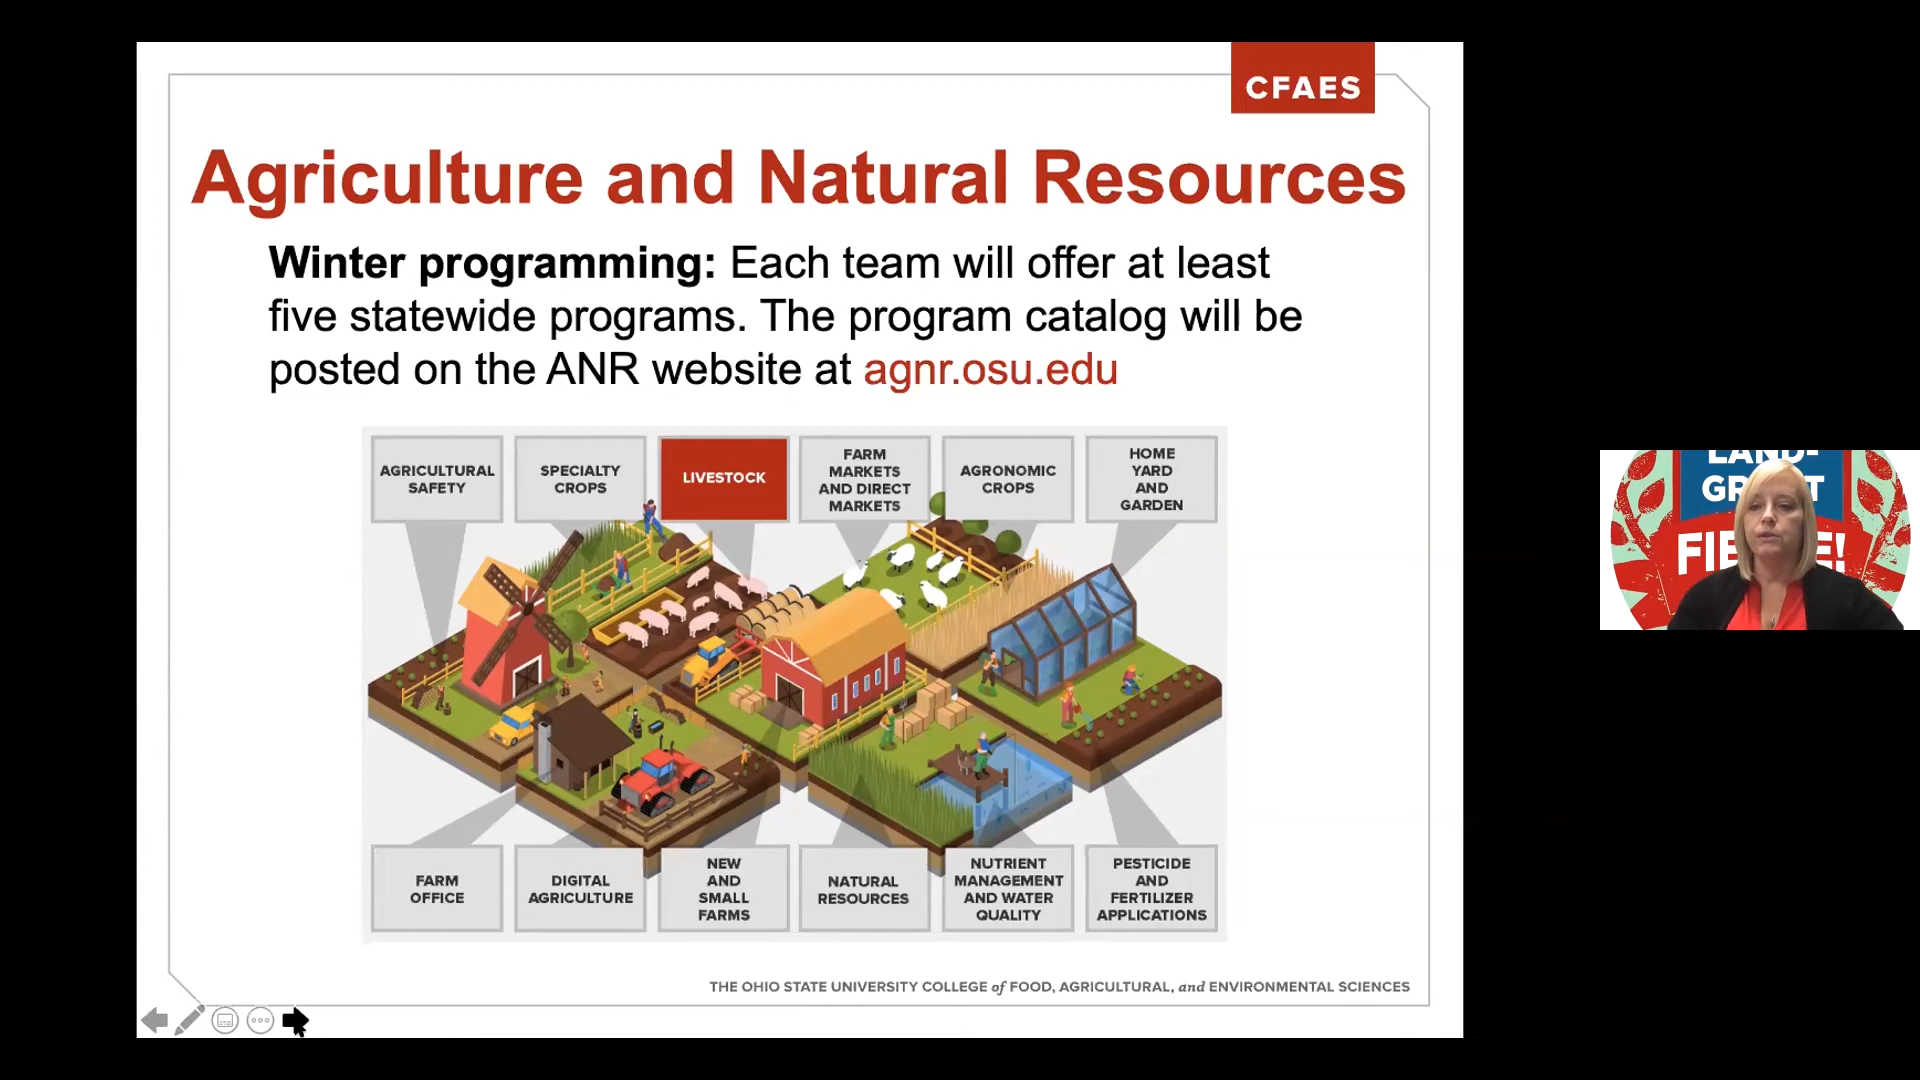 CFAES
Agriculture and Natural Resources
Winter programming: Each team will offer at least
five statewide programs. The program catalog will be
posted on the ANR website at agnr.osu.edu
AGRICULTURAL
SAFETY
SPECIALTY
CROPS
LIVESTOCK
FARM
MARKETS
AND DIRECT
MARKETS
AGRONOMIC
CROPS
HOME
YARD
AND
GARDEN
FARM
OFFICE
DIGITAL
AGRICULTURE
NEW
AND
SMALL
FARMS
NATURAL
RESOURCES
NUTRIENT
MANAGEMENT
AND WATER
QUALITY
PESTICIDE
AND
FERTILIZER
APPLICATIONS
THE OHIO STATE UNIVERSITY COLLEGE of FOOD, AGRICULTURAL, and ENVIRONMENTAL SCIENCES
LAND-